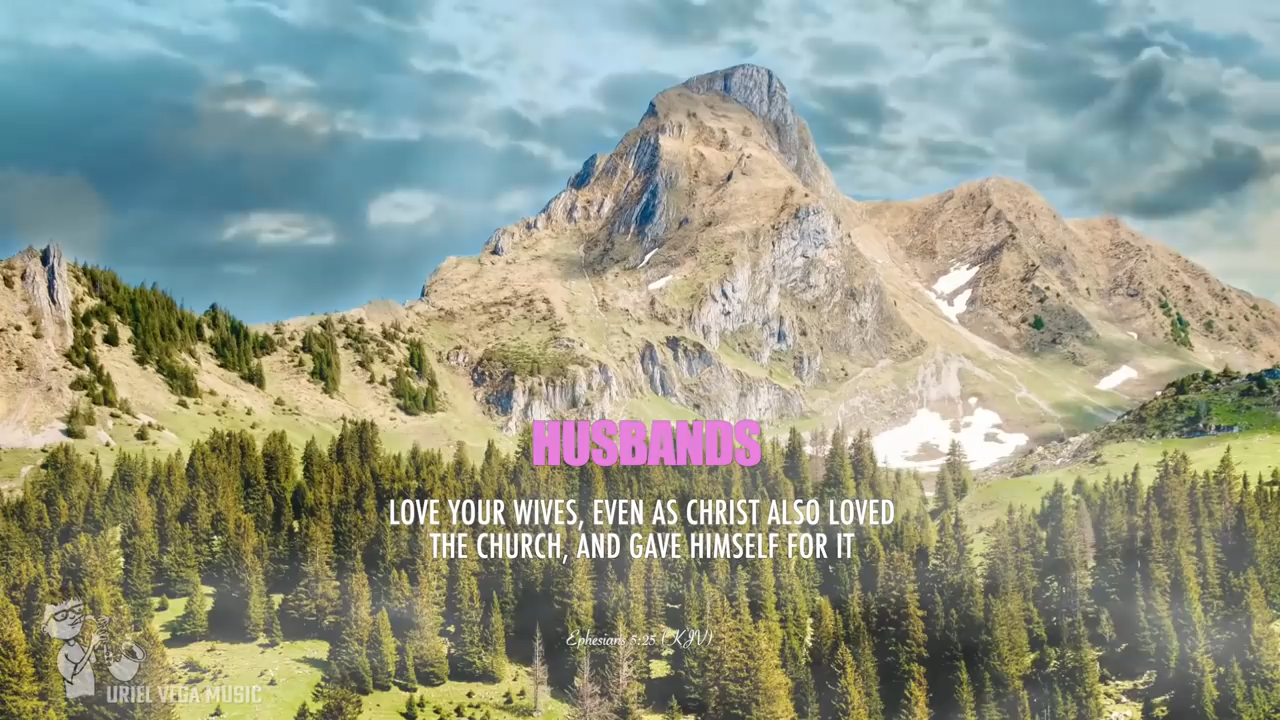 HUSBANDS
LOVE YOUR WIVES, EVEN AS CHRIST ALSO LOVED
THE CHURCH, AND GAVE HIMSELF FOR IT
Ephesians 5:25 (KJV)
URIEL VEGA MUSIC